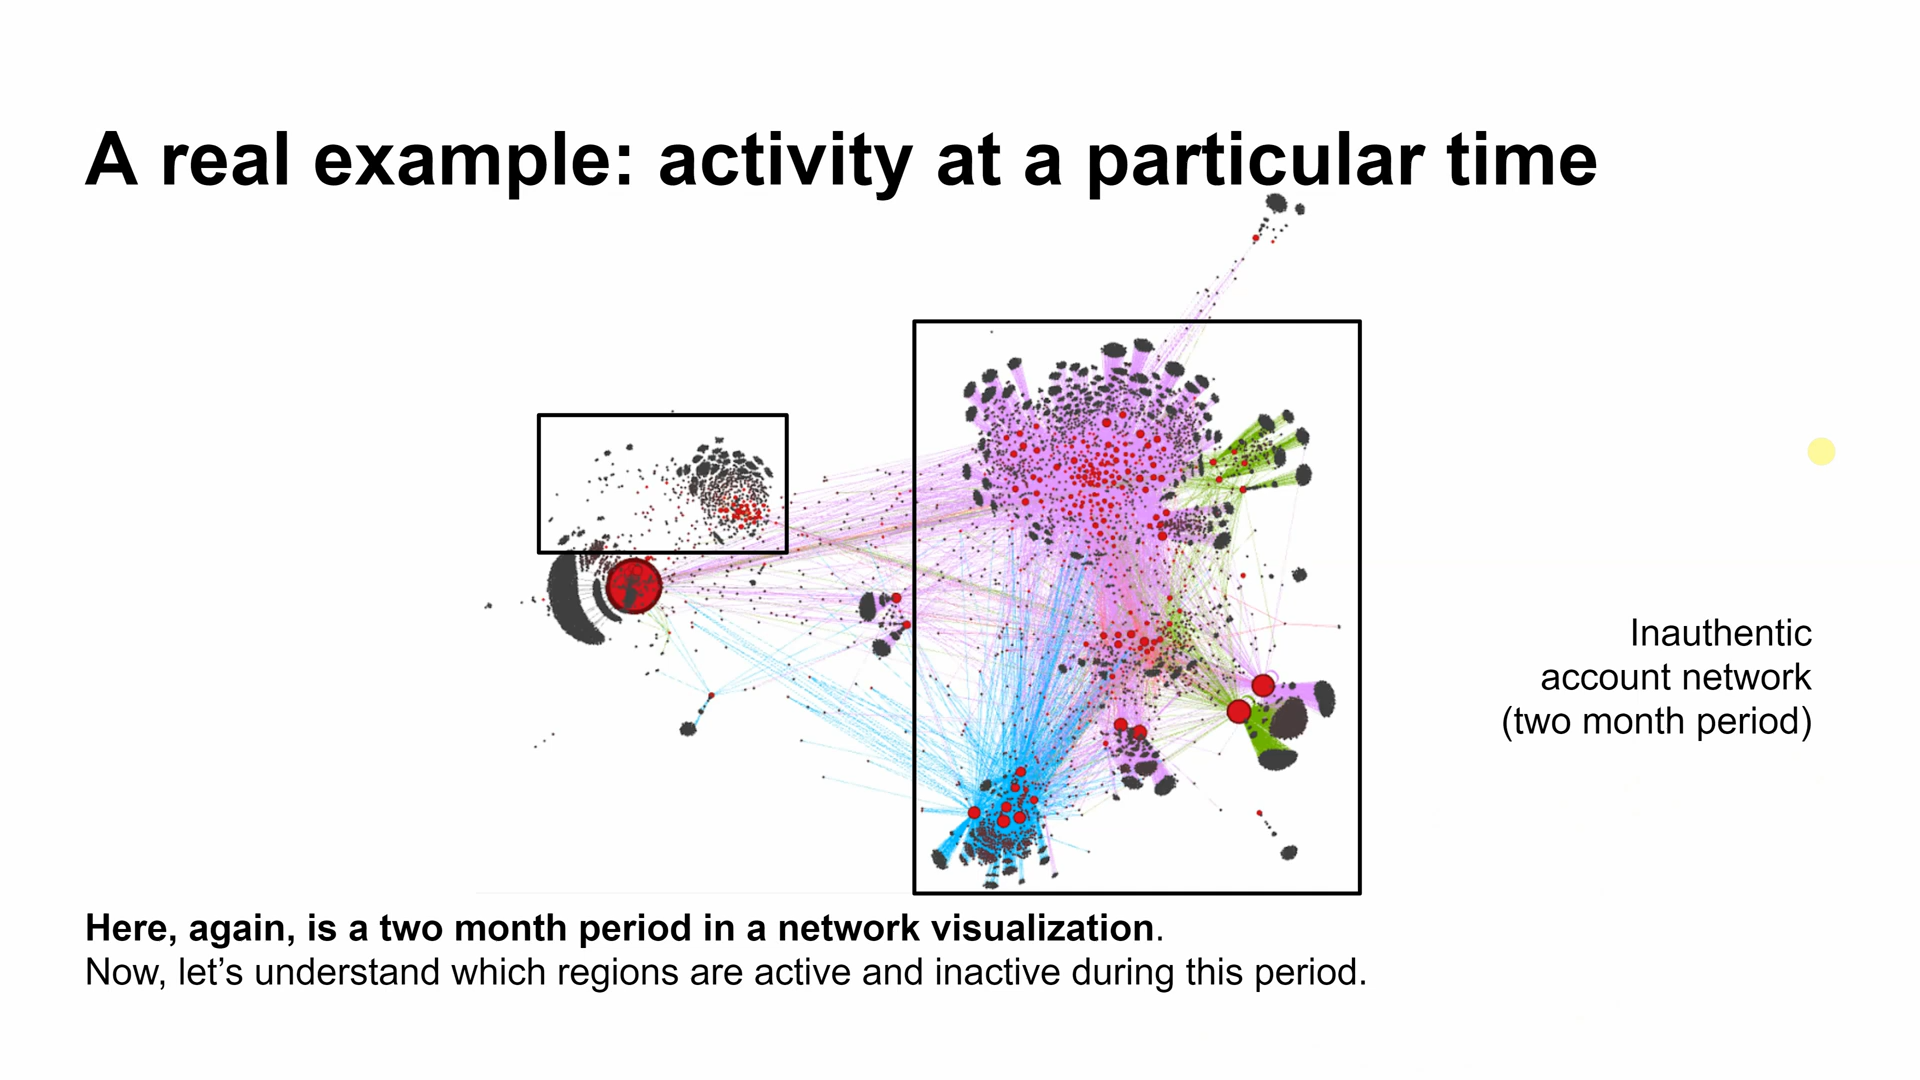 A real example: activity at a particular time
Inauthentic
account network
(two month period)
Here, again, is a two month period in a network visualization.
Now, let’s understand which regions are active and inactive during this period.